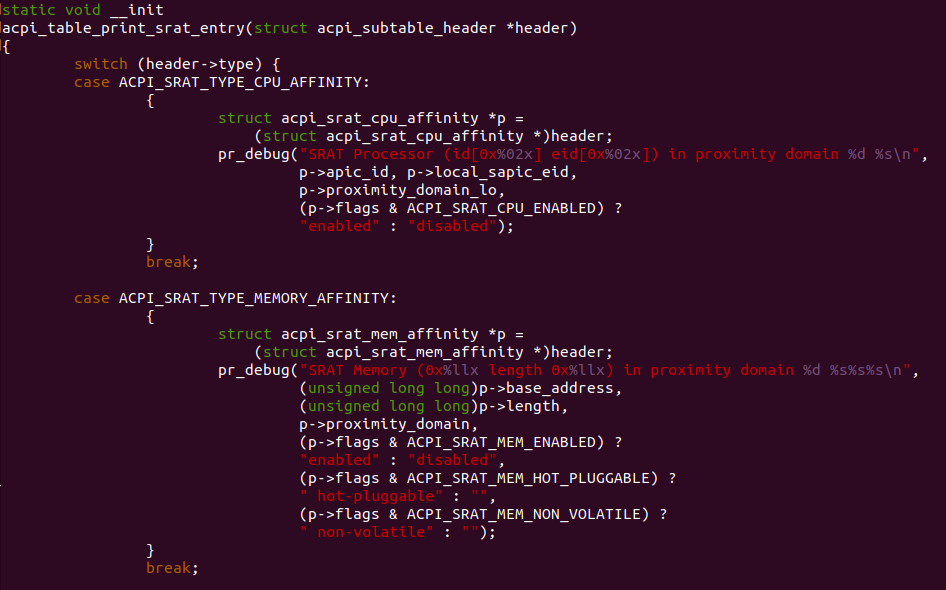 static void __init
acpi_table_print_srat_entry(struct acpi_subtable_header *header)
{
        switch (header->type) {
        case ACPI_SRAT_TYPE_CPU_AFFINITY:
                {
                        struct acpi_srat_cpu_affinity *p =
                            (struct acpi_srat_cpu_affinity *)header;
                        pr_debug("SRAT Processor (id[0x%02x] eid[0x%02x]) in proximity domain %d %s\n",
                                 p->apic_id, p->local_sapic_eid,
                                 p->proximity_domain_lo,
                                 (p->flags & ACPI_SRAT_CPU_ENABLED) ?
                                 "enabled" : "disabled");
                }
                break;

        case ACPI_SRAT_TYPE_MEMORY_AFFINITY:
                {
                        struct acpi_srat_mem_affinity *p =
                            (struct acpi_srat_mem_affinity *)header;
                        pr_debug("SRAT Memory (0x%llx length 0x%llx) in proximity domain %d %s%s%s\n",
                                 (unsigned long long)p->base_address,
                                 (unsigned long long)p->length,
                                 p->proximity_domain,
                                 (p->flags & ACPI_SRAT_MEM_ENABLED) ?
                                 "enabled" : "disabled",
                                 (p->flags & ACPI_SRAT_MEM_HOT_PLUGGABLE) ?
                                 " hot-pluggable" : "",
                                 (p->flags & ACPI_SRAT_MEM_NON_VOLATILE) ?
                                 " non-volatile" : "");
                }
                break;